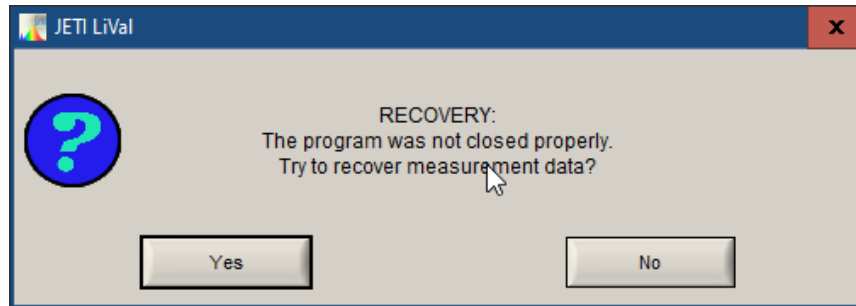 JETI LiVal
RECOVERY:
The program was not closed properly.
Try to recover measurement data?
Yes
No